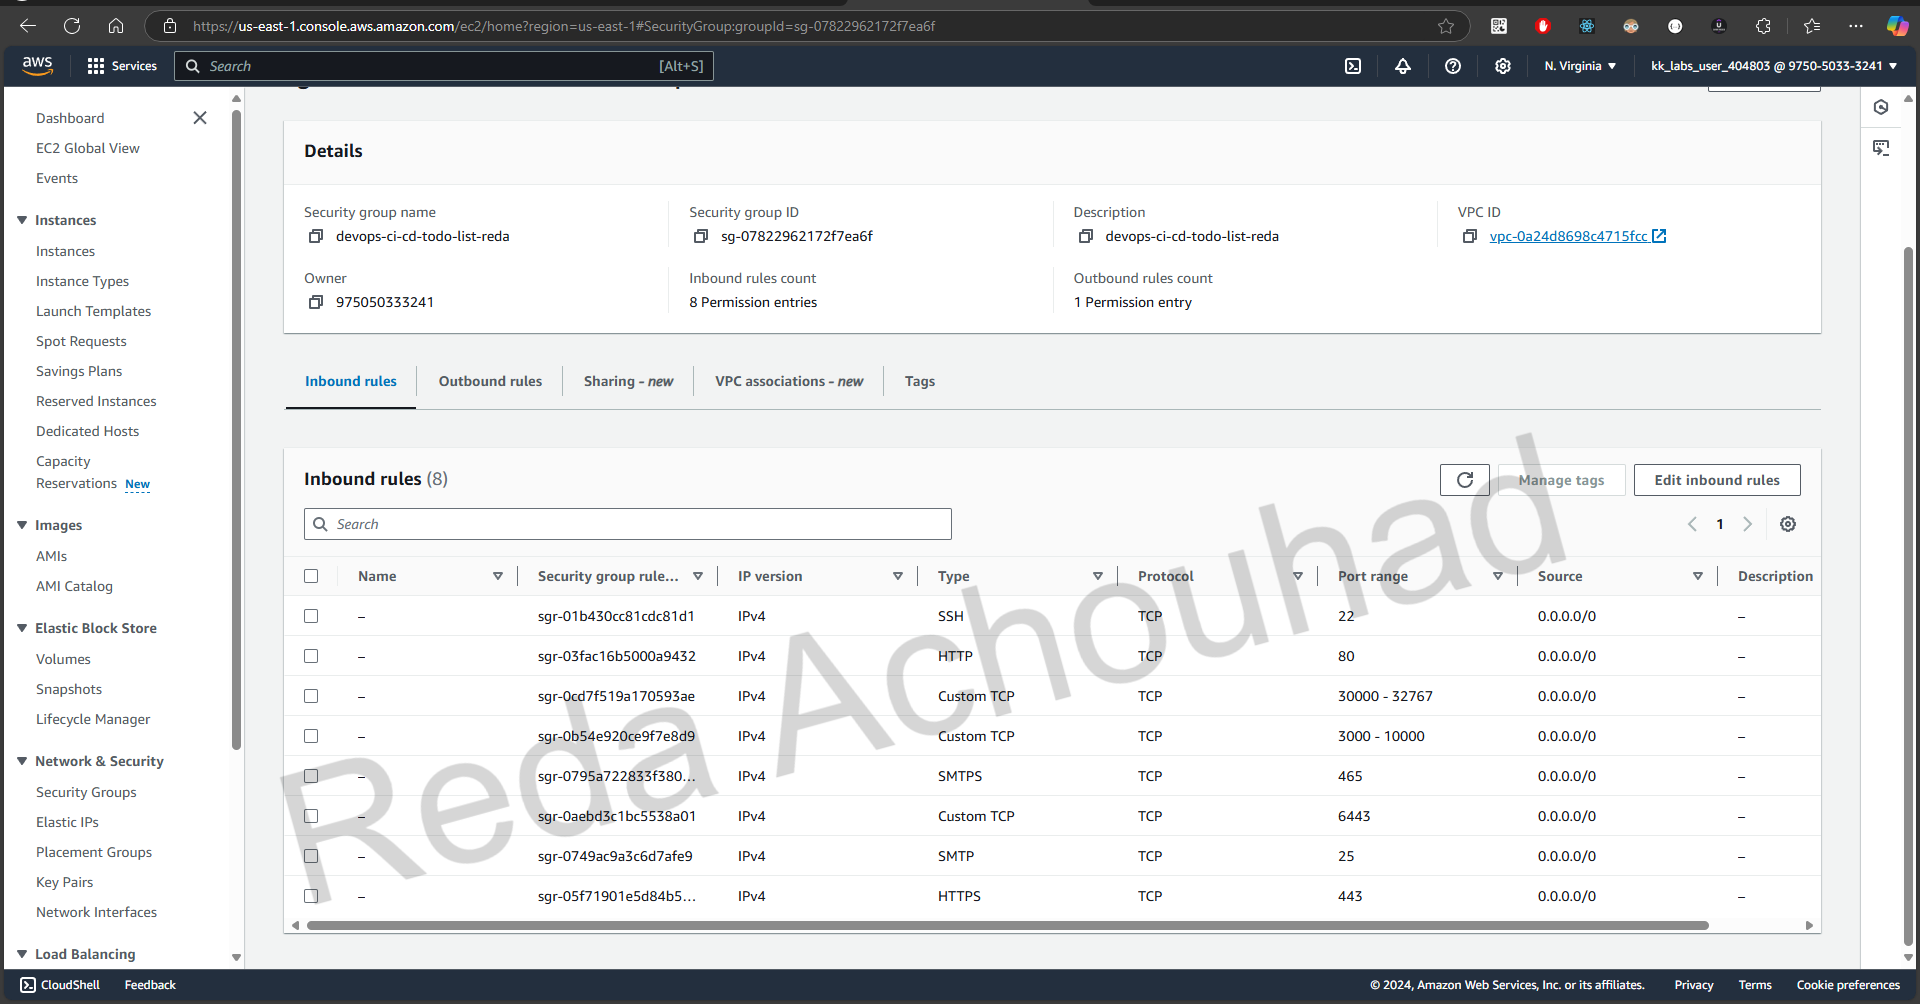 https://us-east-1.console.aws.amazon.com/ec2/home?region=us-east-1#SecurityGroup:groupId=sg-07822962172f7ea6f
aws Services Search [Alt+S] N. Virginia kk_labs_user_404803 @ 9750-5033-3241
Dashboard
EC2 Global View
Events
Instances
Instances
Instance Types
Launch Templates
Spot Requests
Savings Plans
Reserved Instances
Dedicated Hosts
Capacity
Reservations New
Images
AMIs
AMI Catalog
Elastic Block Store
Volumes
Snapshots
Lifecycle Manager
Network & Security
Security Groups
Elastic IPs
Placement Groups
Key Pairs
Network Interfaces
Load Balancing
Details
Security group name Security group ID Description VPC ID
devops-ci-cd-todo-list-reda sg-07822962172f7ea6f devops-ci-cd-todo-list-reda vpc-0a24d8698c4715fcc
Owner Inbound rules count Outbound rules count
975050333241 8 Permission entries 1 Permission entry
Inbound rules Outbound rules Sharing - new VPC associations - new Tags
Inbound rules (8) Manage tags Edit inbound rules
Search 1
Name Security group rule... IP version Type Protocol Port range Source Description
– sgr-01b430cc81cdc81d1 IPv4 SSH TCP 22 0.0.0.0/0 –
– sgr-03fac16b5000a9432 IPv4 HTTP TCP 80 0.0.0.0/0 –
– sgr-0cd7f519a170593ae IPv4 Custom TCP TCP 30000 - 32767 0.0.0.0/0 –
– sgr-0b54e920ce9f7e8d9 IPv4 Custom TCP TCP 3000 - 10000 0.0.0.0/0 –
– sgr-0795a722833f380... IPv4 SMTPS TCP 465 0.0.0.0/0 –
– sgr-0aebd3c1bc5538a01 IPv4 Custom TCP TCP 6443 0.0.0.0/0 –
– sgr-0749ac9a3c6d7afe9 IPv4 SMTP TCP 25 0.0.0.0/0 –
– sgr-05f71901e5d84b5... IPv4 HTTPS TCP 443 0.0.0.0/0 –
Reda Achouhad
CloudShell Feedback © 2024, Amazon Web Services, Inc. or its affiliates. Privacy Terms Cookie preferences